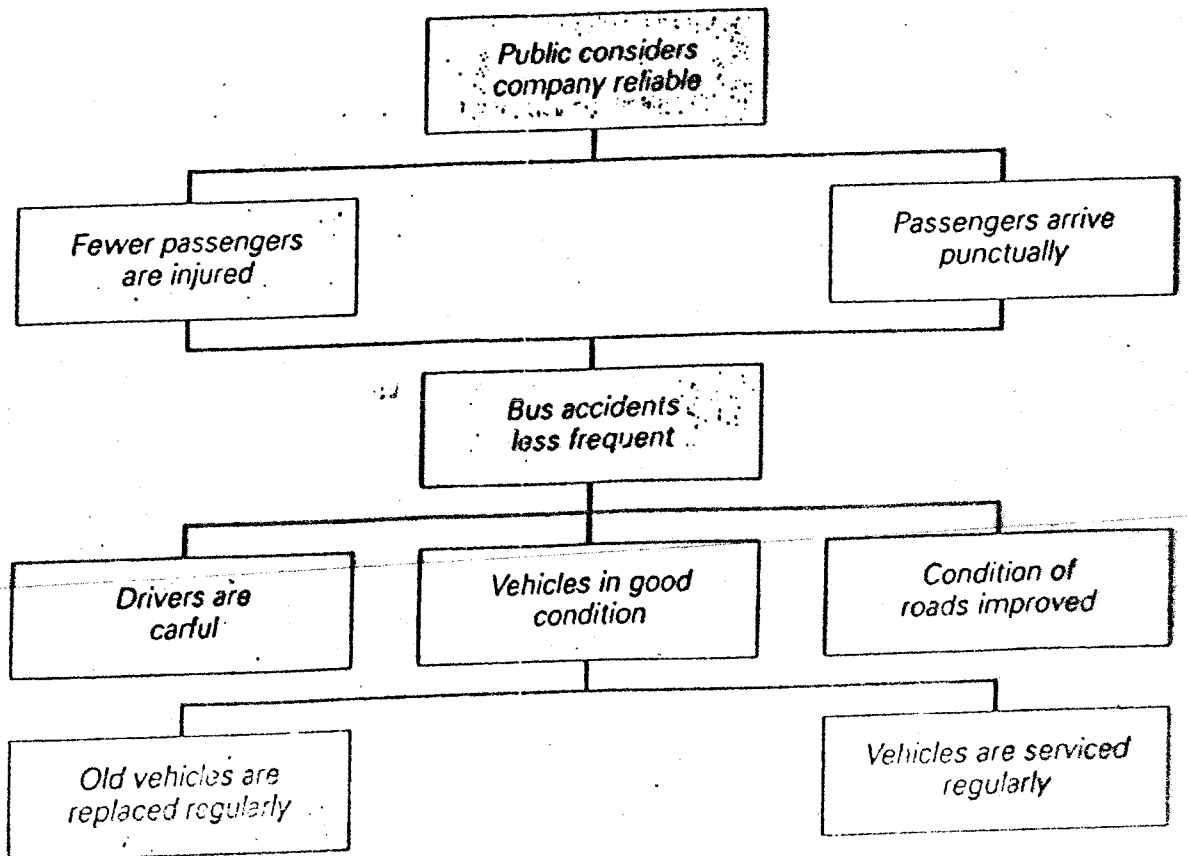 Public considers
company reliable
Fewer passengers
are injured
Passengers arrive
punctually
Bus accidents
less frequent
Drivers are
carful
Vehicles in good
condition
Condition of
roads improved
Old vehicles are
replaced regularly
Vehicles are serviced
regularly